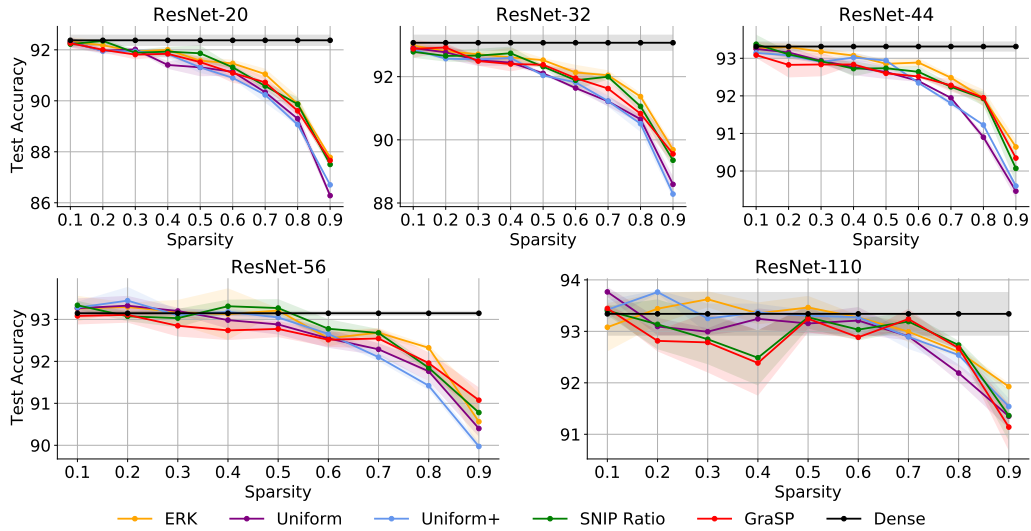 ResNet-20 ResNet-32 ResNet-44
Test Accuracy
92
90
88
86
0.1 0.2 0.3 0.4 0.5 0.6 0.7 0.8 0.9
Sparsity
92
90
88
0.1 0.2 0.3 0.4 0.5 0.6 0.7 0.8 0.9
Sparsity
93
92
91
90
0.1 0.2 0.3 0.4 0.5 0.6 0.7 0.8 0.9
Sparsity
ResNet-56 ResNet-110
Test Accuracy
93
92
91
90
0.1 0.2 0.3 0.4 0.5 0.6 0.7 0.8 0.9
Sparsity
94
93
92
91
0.1 0.2 0.3 0.4 0.5 0.6 0.7 0.8 0.9
Sparsity
ERK Uniform Uniform+ SNIP Ratio GraSP Dense